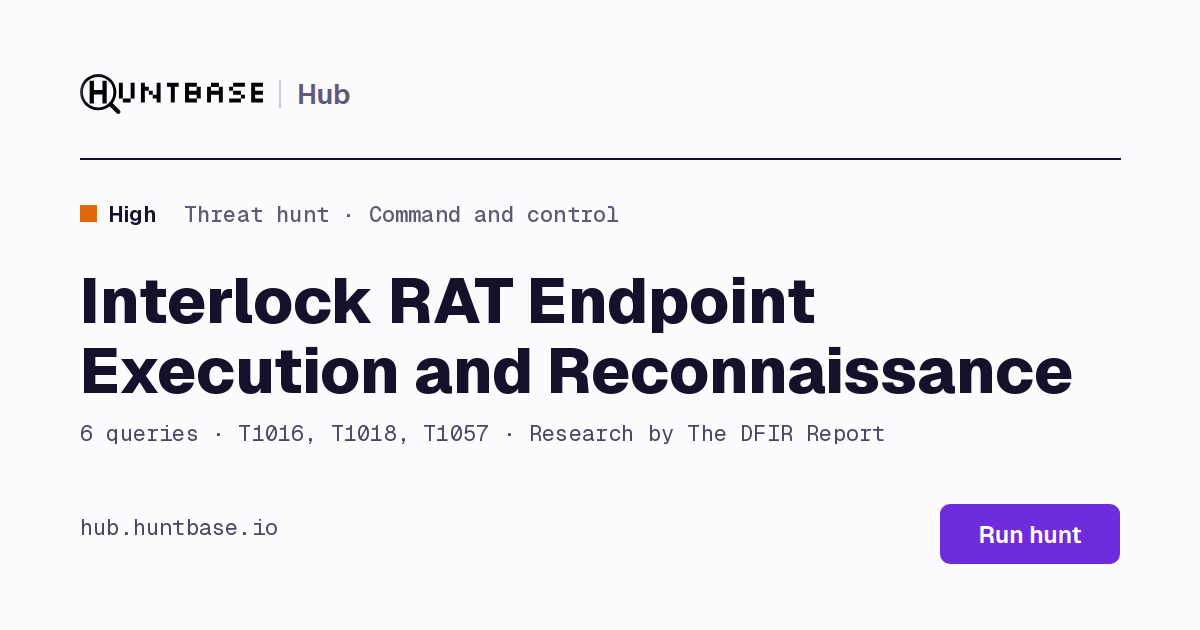 HUNTBASE Hub
High Threat hunt · Command and control
Interlock RAT Endpoint
Execution and Reconnaissance
6 queries · T1016, T1018, T1057 · Research by The DFIR Report
hub.huntbase.io
Run hunt